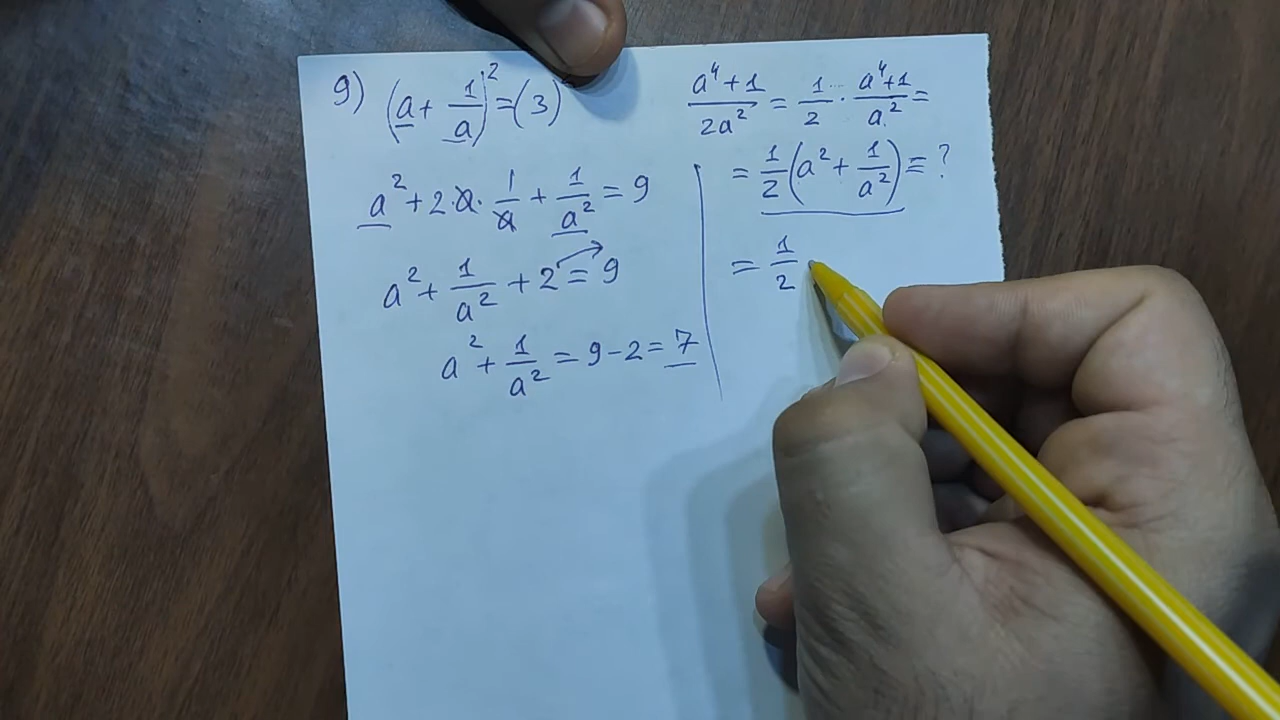 9) (a + 1/a)² = (3)²
a² + 2·a·1/a + 1/a² = 9
a² + 1/a² + 2 = 9
a² + 1/a² = 9 - 2 = 7
(a⁴ + 1)/(2a²) = 1/2 · (a⁴+1)/a² =
= 1/2 (a² + 1/a²) = ?
= 1/2